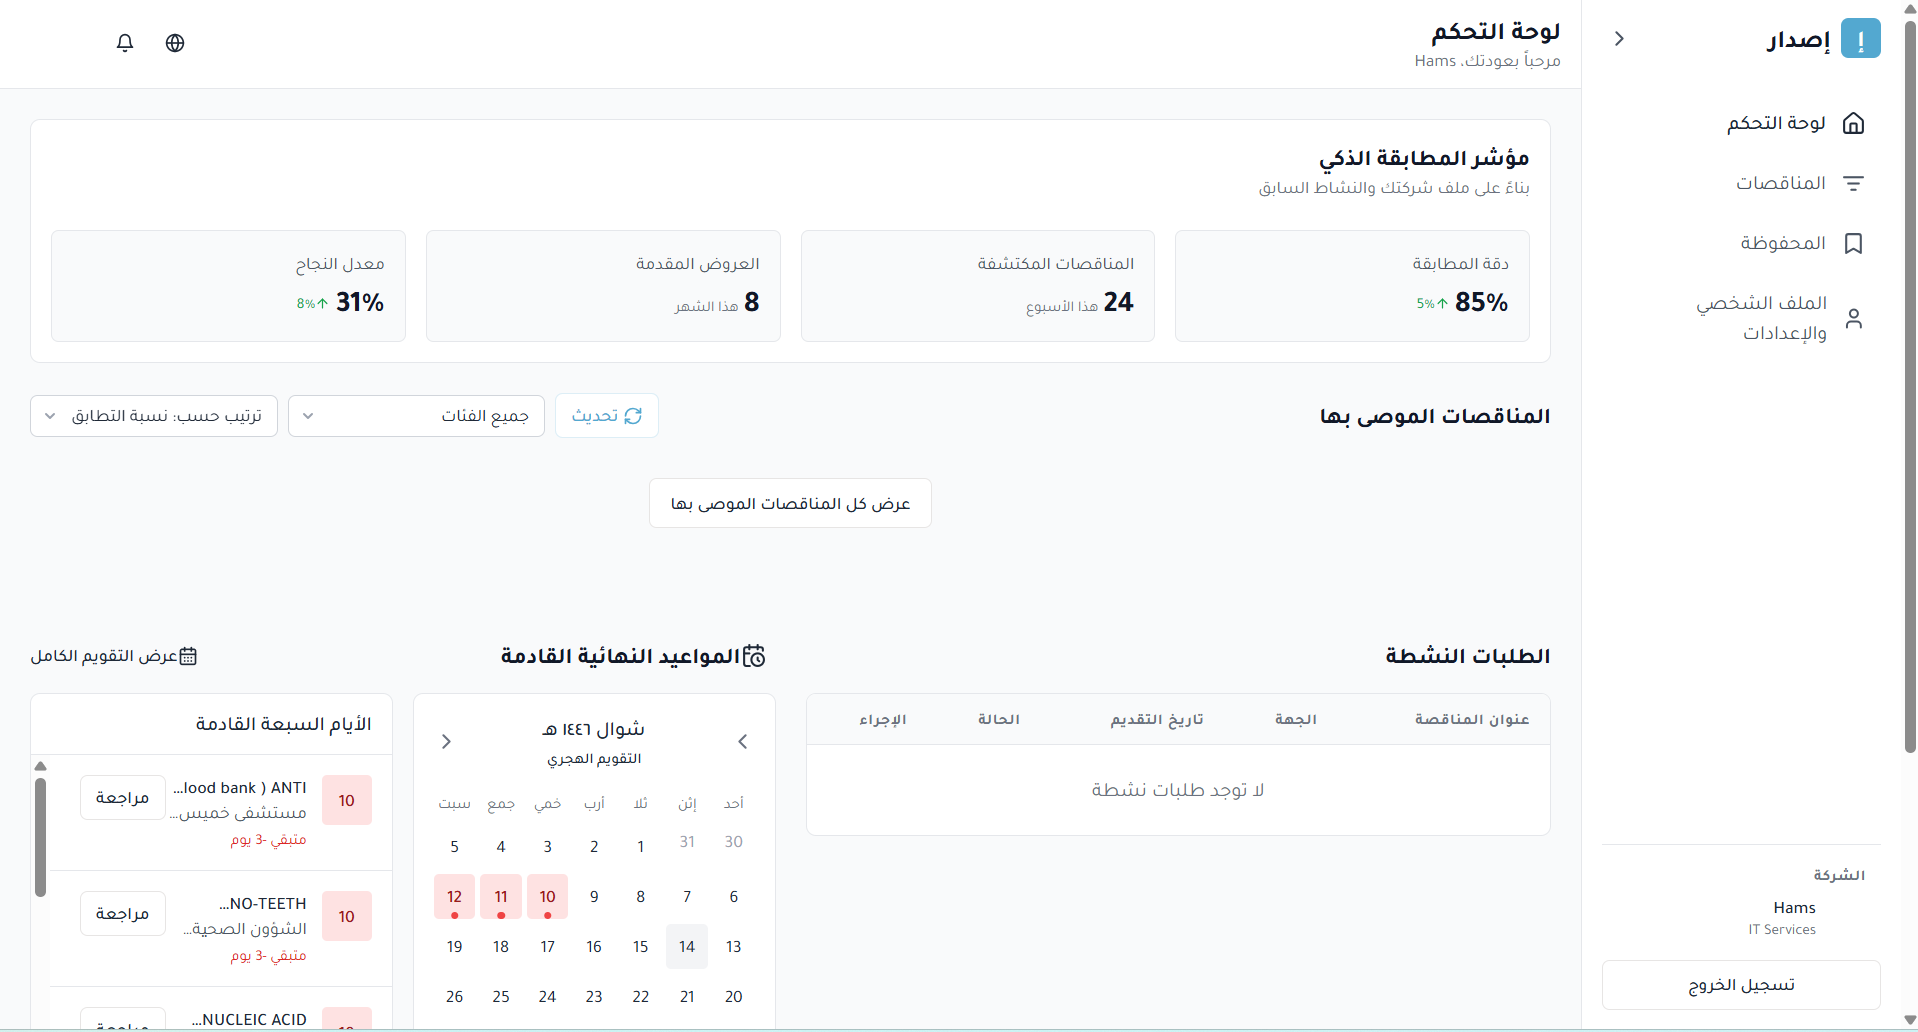 إ
إصدار
لوحة التحكم
المناقصات
المحفوظة
الملف الشخصي
والإعدادات
الشركة
Hams
IT Services
تسجيل الخروج
لوحة التحكم
مرحباً بعودتك، Hams
مؤشر المطابقة الذكي
بناءً على ملف شركتك والنشاط السابق
دقة المطابقة
85% ↑5%
المناقصات المكتشفة
24 هذا الأسبوع
العروض المقدمة
8 هذا الشهر
معدل النجاح
31% ↑8%
المناقصات الموصى بها
تحديث
جميع الفئات
ترتيب حسب: نسبة التطابق
عرض كل المناقصات الموصى بها
الطلبات النشطة
عنوان المناقصة الجهة تاريخ التقديم الحالة الإجراء
لا توجد طلبات نشطة
المواعيد النهائية القادمة
عرض التقويم الكامل
شوال ١٤٤٦ هـ
التقويم الهجري
أحد إثن ثلا أرب خمي جمع سبت
30 31 1 2 3 4 5
6 7 8 9 10 11 12
13 14 15 16 17 18 19
20 21 22 23 24 25 26
الأيام السبعة القادمة
10
...lood bank ) ANTI
مستشفى خميس...
متبقي -3 يوم
مراجعة
10
...NO-TEETH
الشؤون الصحية...
متبقي -3 يوم
مراجعة
10
...NUCLEIC ACID
مراجعة